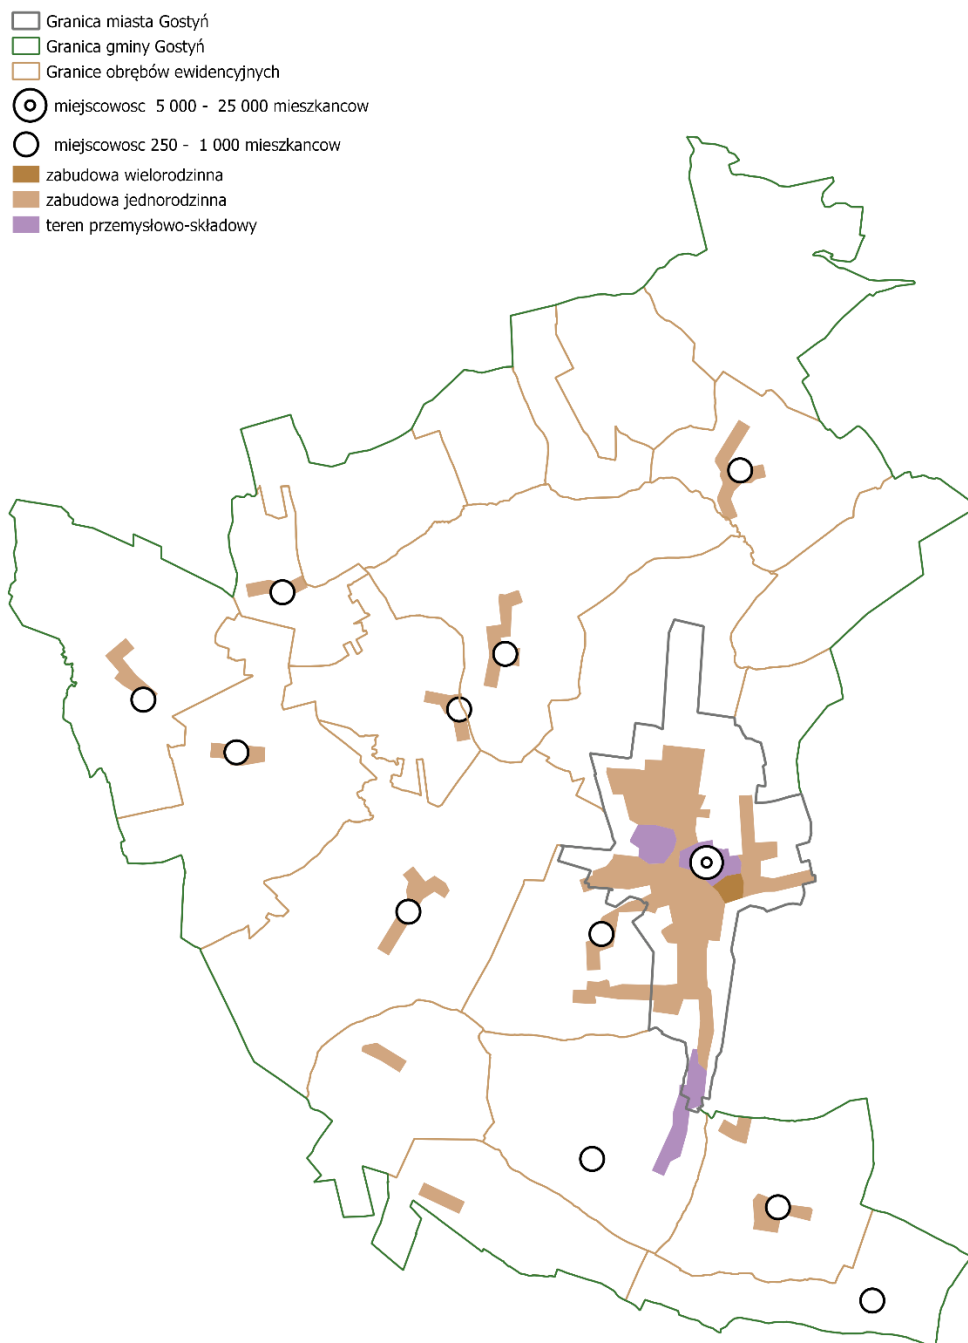 Granica miasta Gostyń
Granica gminy Gostyń
Granice obrębów ewidencyjnych
miejscowosc 5 000 - 25 000 mieszkancow
miejscowosc 250 - 1 000 mieszkancow
zabudowa wielorodzinna
zabudowa jednorodzinna
teren przemysłowo-składowy